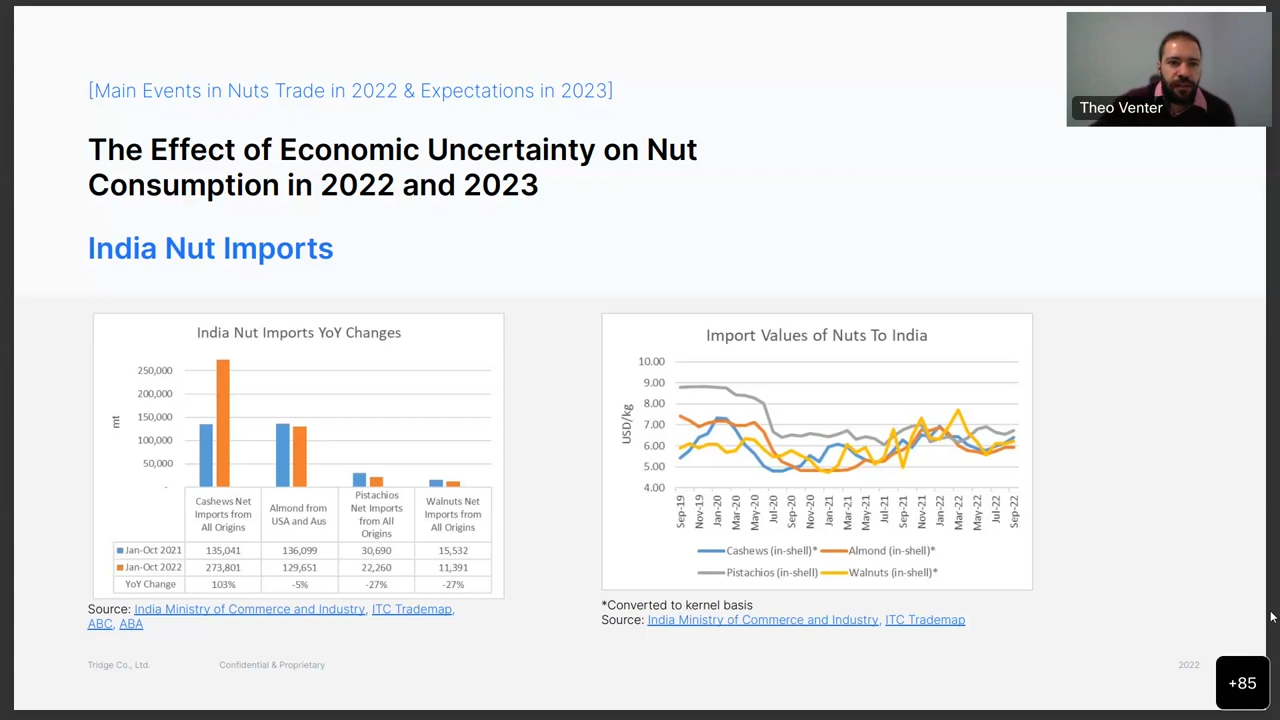 Theo Venter
[Main Events in Nuts Trade in 2022 & Expectations in 2023]
The Effect of Economic Uncertainty on Nut
Consumption in 2022 and 2023
India Nut Imports
India Nut Imports YoY Changes
250,000
200,000
150,000
100,000
50,000
-
mt
Cashews Net
Imports from
All Origins
Almond from
USA and Aus
Pistachios
Net Imports
from All
Origins
Walnuts Net
Imports from
All Origins
Jan-Oct 2021 135,041 136,099 30,690 15,532
Jan-Oct 2022 273,801 129,651 22,260 11,391
YoY Change 103% -5% -27% -27%
Source: India Ministry of Commerce and Industry, ITC Trademap,
ABC, ABA
Import Values of Nuts To India
10.00
9.00
8.00
7.00
6.00
5.00
4.00
USD/kg
Sep-19
Nov-19
Jan-20
Mar-20
May-20
Jul-20
Sep-20
Nov-20
Jan-21
Mar-21
May-21
Jul-21
Sep-21
Nov-21
Jan-22
Mar-22
May-22
Jul-22
Sep-22
Cashews (in-shell)* Almond (in-shell)*
Pistachios (in-shell) Walnuts (in-shell)*
*Converted to kernel basis
Source: India Ministry of Commerce and Industry, ITC Trademap
Tridge Co., Ltd. Confidential & Proprietary 2022
+85